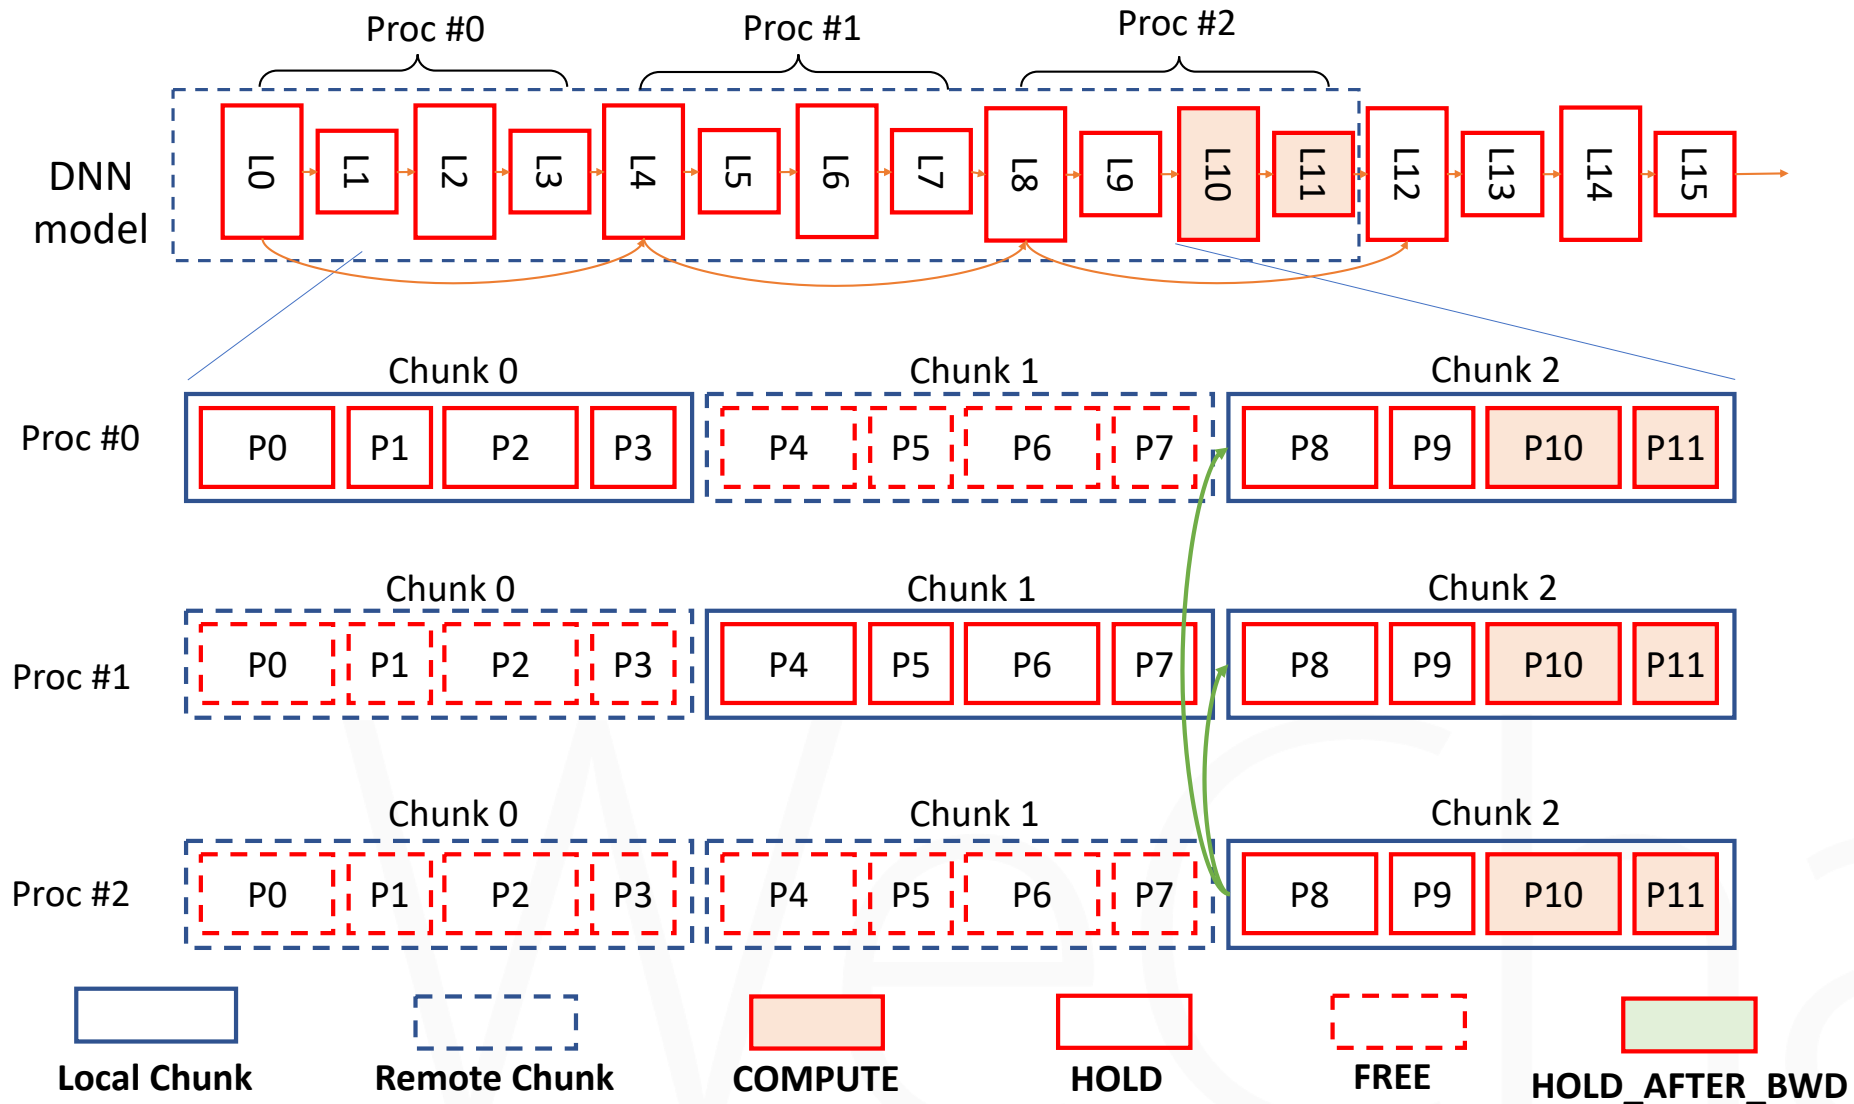 Proc #0 Proc #1 Proc #2
DNN model
L0 L1 L2 L3 L4 L5 L6 L7 L8 L9 L10 L11 L12 L13 L14 L15
Chunk 0 Chunk 1 Chunk 2
Proc #0 P0 P1 P2 P3 P4 P5 P6 P7 P8 P9 P10 P11
Chunk 0 Chunk 1 Chunk 2
Proc #1 P0 P1 P2 P3 P4 P5 P6 P7 P8 P9 P10 P11
Chunk 0 Chunk 1 Chunk 2
Proc #2 P0 P1 P2 P3 P4 P5 P6 P7 P8 P9 P10 P11
Local Chunk Remote Chunk COMPUTE HOLD FREE HOLD_AFTER_BWD